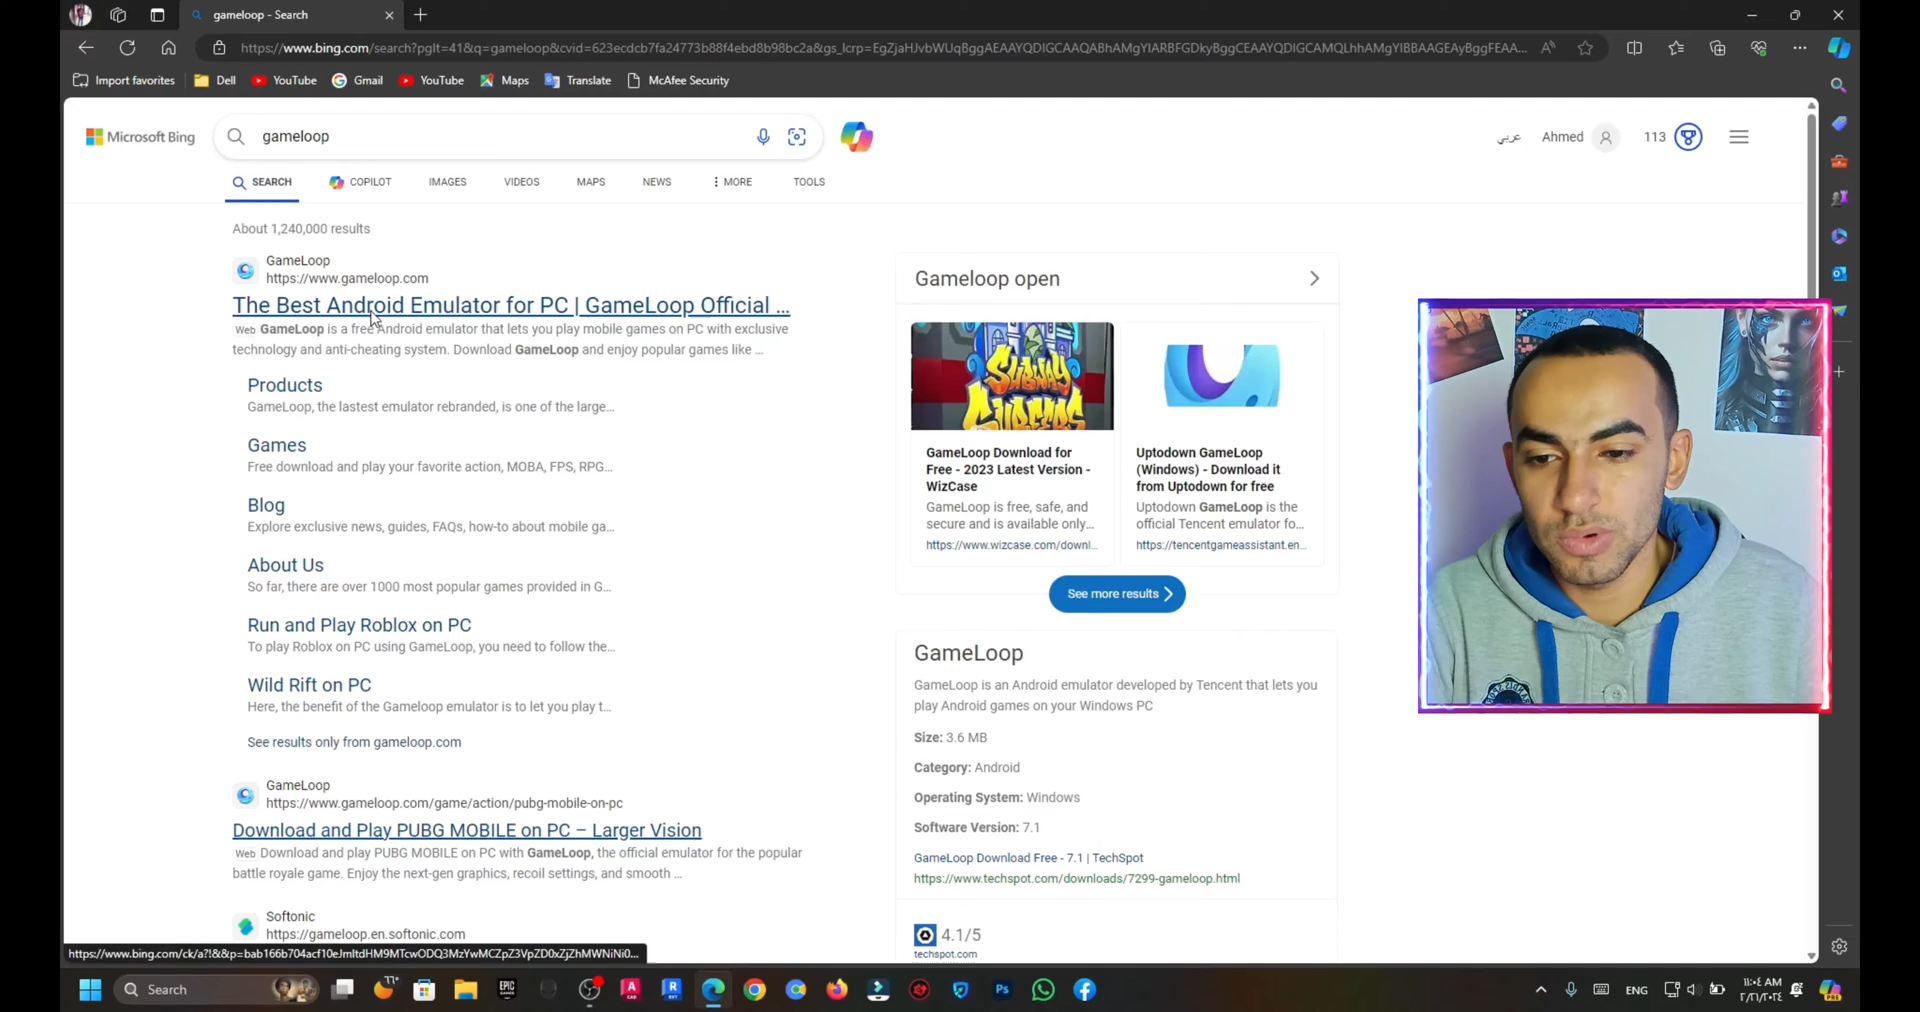 gameloop - Search
https://www.bing.com/search?pglt=41&q=gameloop&cvid=623ecdcb7fa24773b88f4ebd8b98bc2a&gs_lcrp=EgZjaHJvbWUqBggAEAAYQDIGCAAQABhAMgYIARBFGDkyBggCEAAYQDIGCAMQLhhAMgYIBBAAGEAyBggFEAA...
Import favorites
Dell
YouTube
Gmail
YouTube
Maps
Translate
McAfee Security
Microsoft Bing
gameloop
عربي
Ahmed
113
SEARCH
COPILOT
IMAGES
VIDEOS
MAPS
NEWS
MORE
TOOLS
About 1,240,000 results
GameLoop
https://www.gameloop.com
The Best Android Emulator for PC | GameLoop Official ...
Web GameLoop is a free Android emulator that lets you play mobile games on PC with exclusive
technology and anti-cheating system. Download GameLoop and enjoy popular games like ...
Products
GameLoop, the lastest emulator rebranded, is one of the large...
Games
Free download and play your favorite action, MOBA, FPS, RPG...
Blog
Explore exclusive news, guides, FAQs, how-to about mobile ga...
About Us
So far, there are over 1000 most popular games provided in G...
Run and Play Roblox on PC
To play Roblox on PC using GameLoop, you need to follow the...
Wild Rift on PC
Here, the benefit of the Gameloop emulator is to let you play t...
See results only from gameloop.com
GameLoop
https://www.gameloop.com/game/action/pubg-mobile-on-pc
Download and Play PUBG MOBILE on PC – Larger Vision
Web Download and play PUBG MOBILE on PC with GameLoop, the official emulator for the popular
battle royale game. Enjoy the next-gen graphics, recoil settings, and smooth ...
Softonic
https://gameloop.en.softonic.com
Gameloop open
SUBWAY
SURFERS
GameLoop Download for
Free - 2023 Latest Version -
WizCase
GameLoop is free, safe, and
secure and is available only...
https://www.wizcase.com/downl...
Uptodown GameLoop
(Windows) - Download it
from Uptodown for free
Uptodown GameLoop is the
official Tencent emulator fo...
https://tencentgameassistant.en...
See more results
GameLoop
GameLoop is an Android emulator developed by Tencent that lets you
play Android games on your Windows PC
Size: 3.6 MB
Category: Android
Operating System: Windows
Software Version: 7.1
GameLoop Download Free - 7.1 | TechSpot
https://www.techspot.com/downloads/7299-gameloop.html
4.1/5
techspot.com
Search
EPIC
GAMES
Ps
ENG
١١:٠٤ AM
٢/٢١/٢٠٢٤
PRE